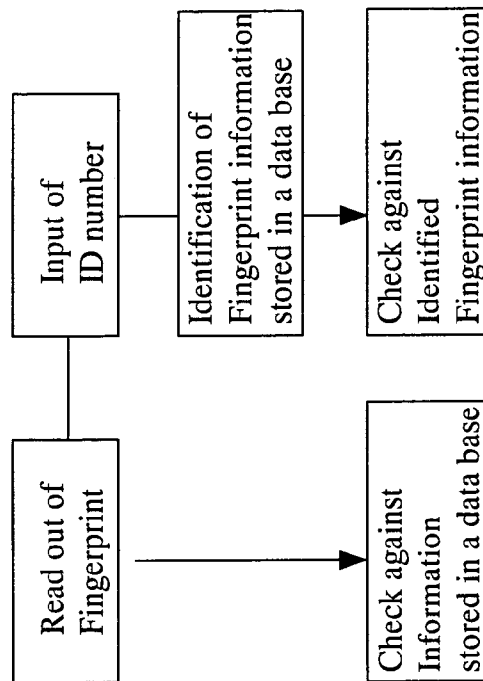 Read out of
Fingerprint
Input of
ID number
Identification of
Fingerprint information
stored in a data base
Check against
Information
stored in a data base
Check against
Identified
Fingerprint information